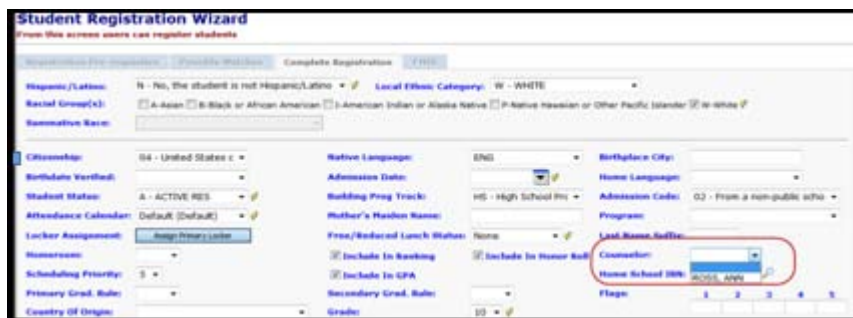 Student Registration Wizard
From this screen users can register students
Complete Registration
Hispanic/Latino: N - No, the student is not Hispanic/Latino Local Ethnic Category: W - WHITE
Racial Group(s): A-Asian B-Black or African American I-American Indian or Alaska Native P-Native Hawaiian or Other Pacific Islander W-White
Summative Race:
Citizenship: 04 - United States c Native Language: ENG Birthplace City:
Birthdate Verified: Admission Date: Home Language:
Student Status: A - ACTIVE RES Building Prog Track: HS - High School Pro Admission Code: 02 - From a non-public scho
Attendance Calendar: Default (Default) Mother's Maiden Name: Program:
Locker Assignment: Assign Primary Locker Free/Reduced Lunch Status: None Last Name Suffix:
Homeroom: Include In Ranking Include In Honor Roll Counselor:
Scheduling Priority: 5 Include In GPA Home School IRN: ROSS, ANN
Primary Grad. Rule: Secondary Grad. Rule: Flags: 1 2 3 4 5
Country Of Origin: Grade: 10